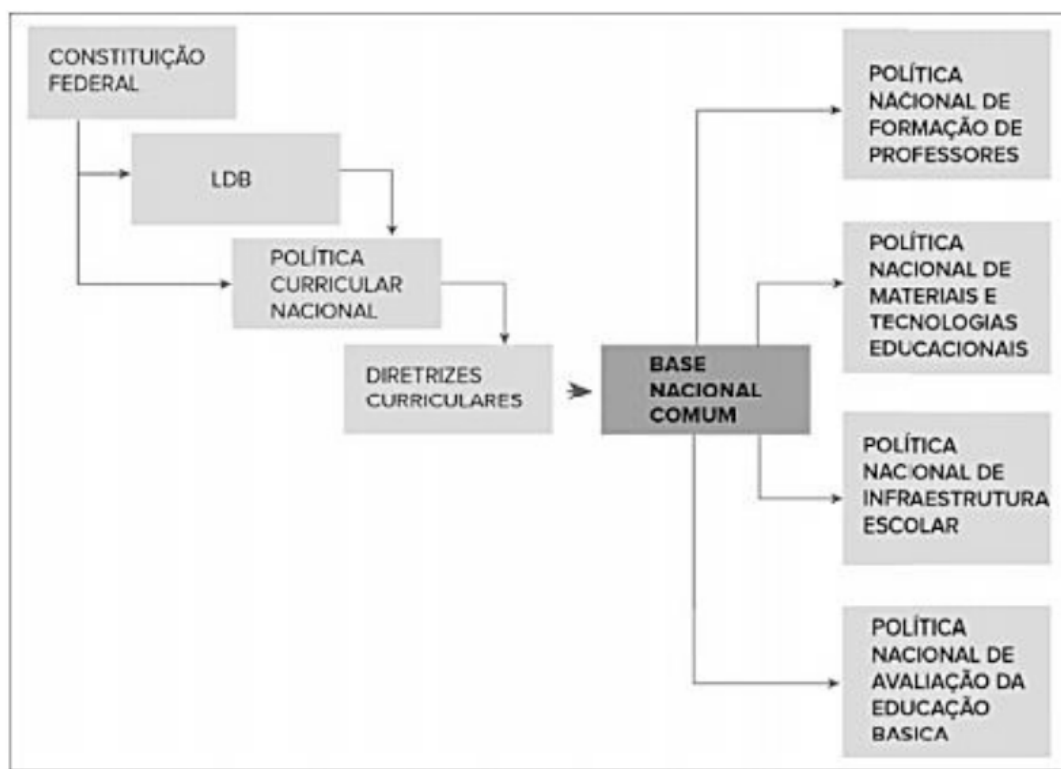 CONSTITUIÇÃO
FEDERAL
LDB
POLÍTICA
CURRICULAR
NACIONAL
DIRETRIZES
CURRICULARES
BASE
NACIONAL
COMUM
POLÍTICA
NACIONAL DE
FORMAÇÃO DE
PROFESSORES
POLÍTICA
NACIONAL DE
MATERIAIS E
TECNOLOGIAS
EDUCACIONAIS
POLÍTICA
NACIONAL DE
INFRAESTRUTURA
ESCOLAR
POLÍTICA
NACIONAL DE
AVALIAÇÃO DA
EDUCAÇÃO
BASICA